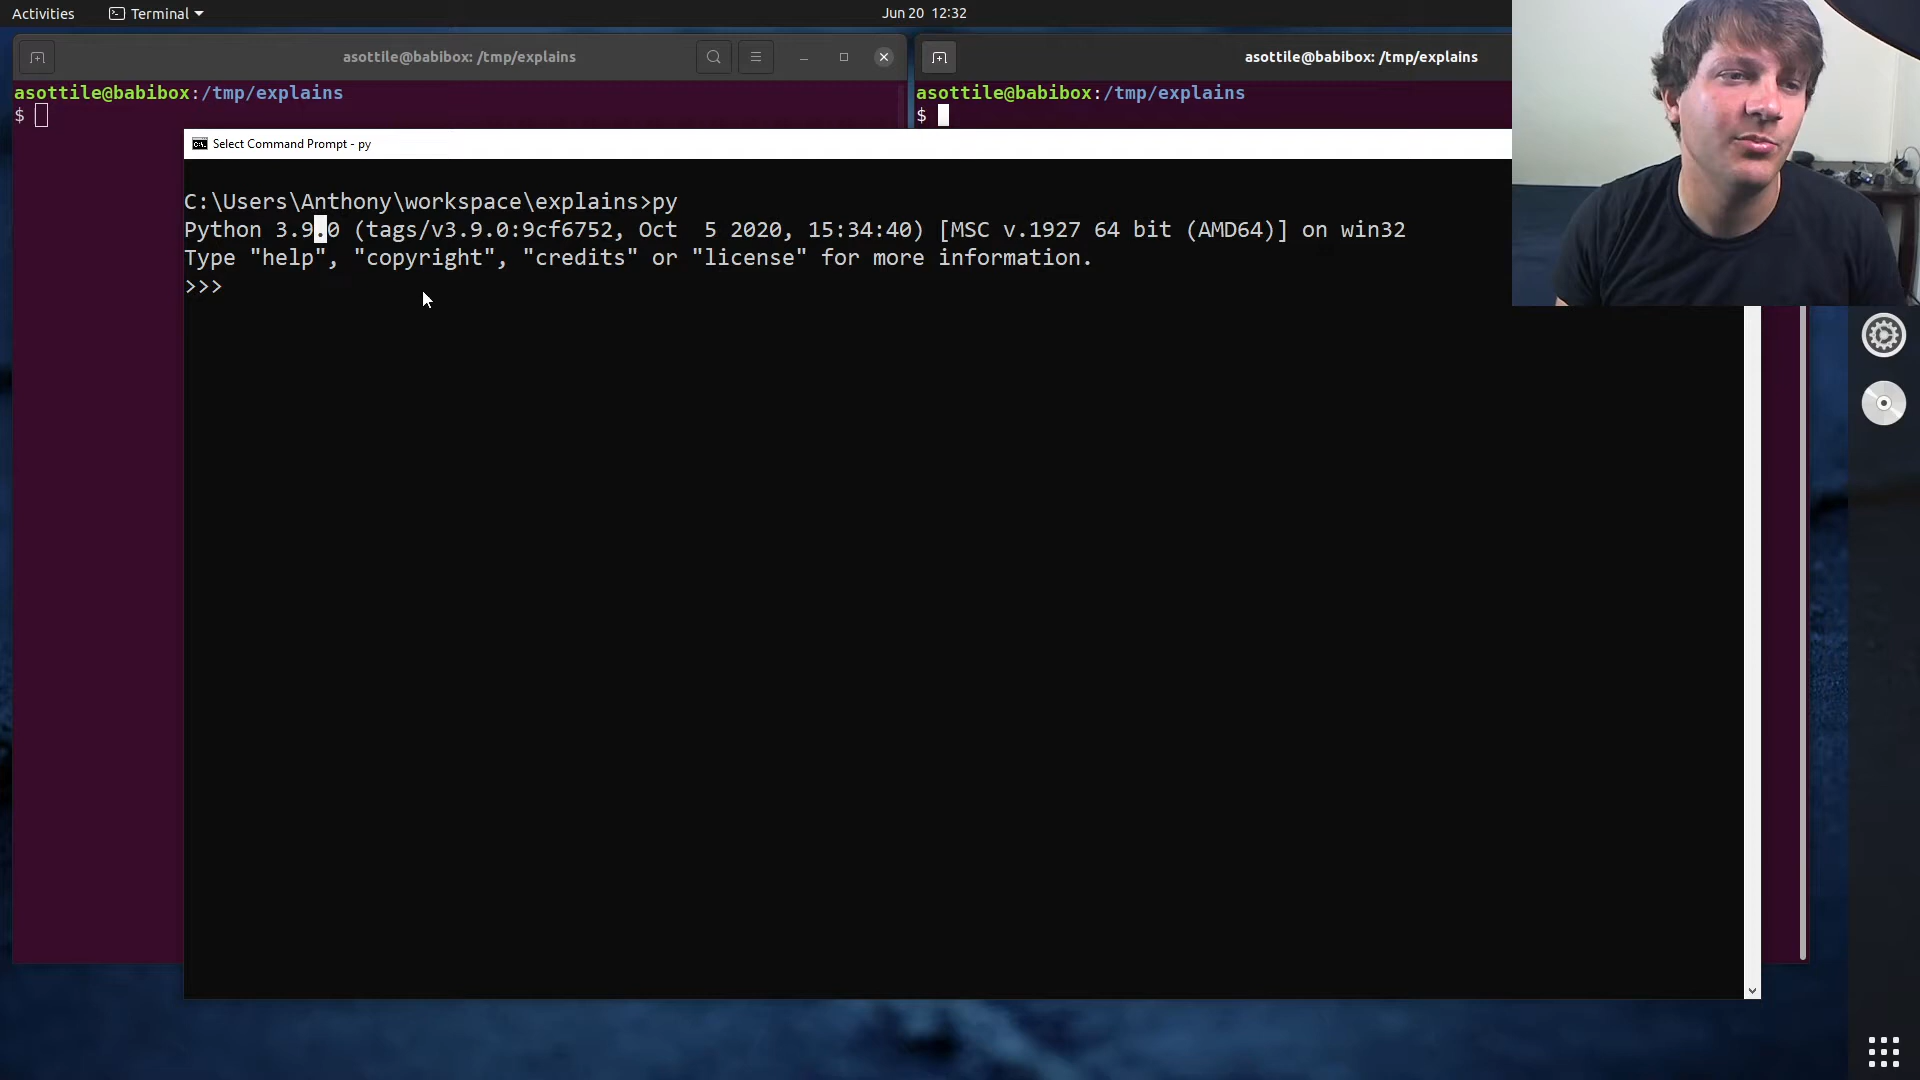 Activities
Terminal
Jun 20 12:32
asottile@babibox: /tmp/explains
asottile@babibox:/tmp/explains
$
asottile@babibox: /tmp/explains
asottile@babibox:/tmp/explains
$
Select Command Prompt - py
C:\Users\Anthony\workspace\explains>py
Python 3.9.0 (tags/v3.9.0:9cf6752, Oct  5 2020, 15:34:40) [MSC v.1927 64 bit (AMD64)] on win32
Type "help", "copyright", "credits" or "license" for more information.
>>>